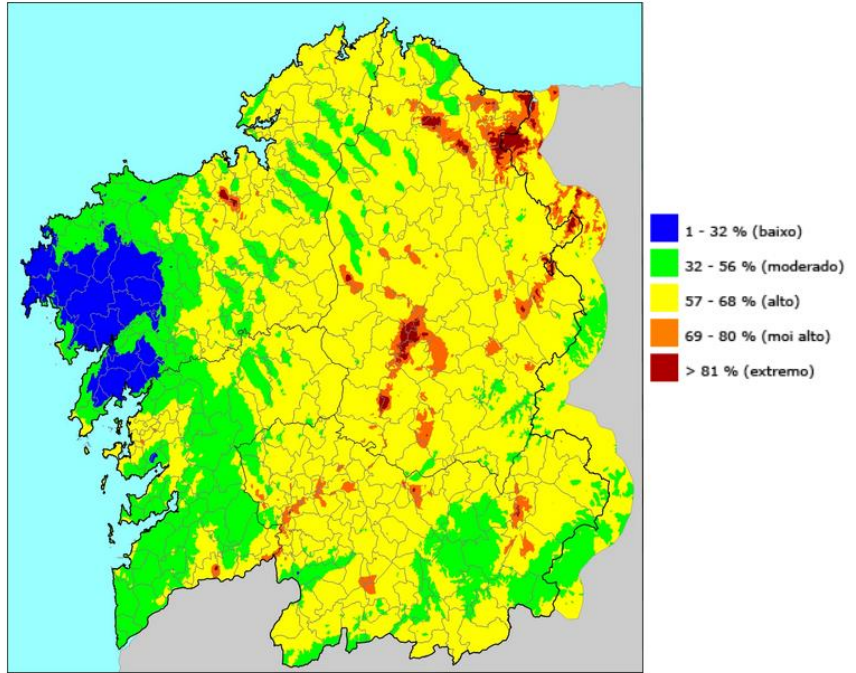 1 - 32 % (baixo)
32 - 56 % (moderado)
57 - 68 % (alto)
69 - 80 % (moi alto)
> 81 % (extremo)